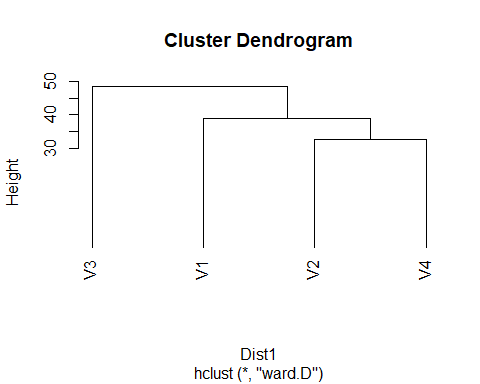 Cluster Dendrogram
Height
50
40
30
V3
V1
V2
V4
Dist1
hclust (*, "ward.D")